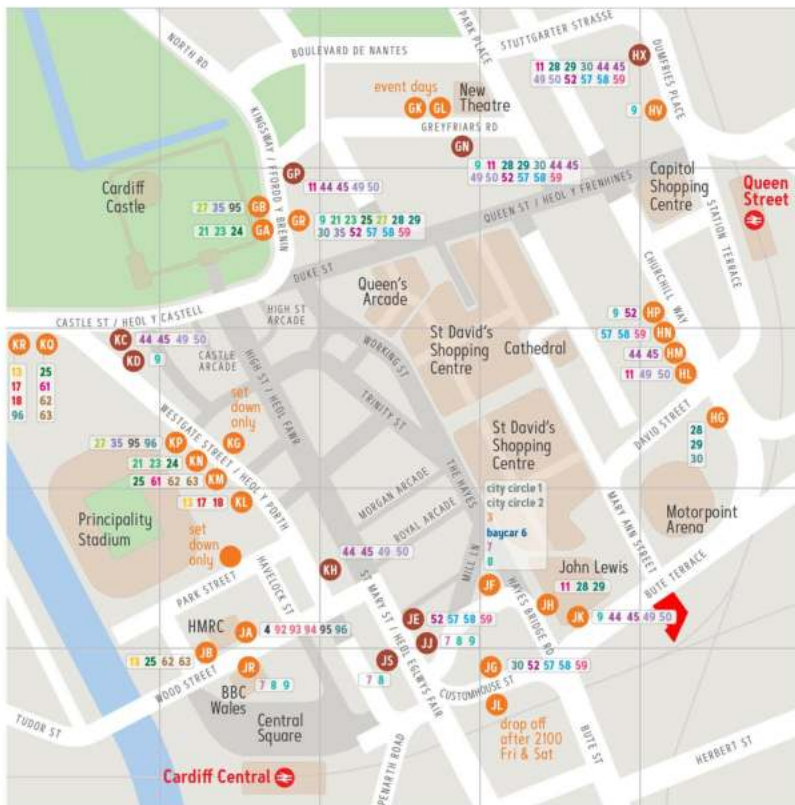 NORTH RD
BOULEVARD DE NANTES
PARK PLACE
STUTTGARTER STRASSE
DUMFRIES PLACE
HX
11 28 29 30 44 45
49 50 52 57 58 59
event days
GK GL
New
Theatre
GREYFRIARS RD
9 HV
GN
9 11 28 29 30 44 45
49 50 52 57 58 59
KINGSWAY / FFORDD Y BRENIN
GP
11 44 45 49 50
Cardiff
Castle
27 35 95 GB
21 23 24 GA
GR
9 21 23 25 27 28 29
30 35 52 57 58 59
QUEEN ST / HEOL Y FRENHINES
Capitol
Shopping
Centre
Queen
Street
STATION TERRACE
DUKE ST
Queen's
Arcade
CHURCHILL WAY
CASTLE ST / HEOL Y CASTELL
HIGH ST
ARCADE
9 52 HP
57 58 59 HN
44 45 HM
11 49 50 HL
KR KQ
13 25
17 61
18 62
96 63
KC 44 45 49 50
KD 9
CASTLE
ARCADE
HIGH ST / HEOL FAWR
WORKING ST
St David's
Shopping
Centre
Cathedral
TRINITY ST
set
down
only
DAVID STREET
HG
28
29
30
WESTGATE STREET / HEOL Y PORTH
27 35 95 96 KP
KG
21 23 24 KN
25 61 62 63 KM
13 17 18 KL
St David's
Shopping
Centre
THE HAYES
MORGAN ARCADE
ROYAL ARCADE
city circle 1
city circle 2
3
baycar 6
7
8
MARY ANN STREET
Motorpoint
Arena
Principality
Stadium
set
down
only
44 45 49 50
KH
MILL LN
JF
John Lewis
11 28 29
JH
JK 9 44 45 49 50
BUTE TERRACE
HAYES BRIDGE RD
PARK STREET
HAVELOCK ST
ST MARY ST / HEOL EGLWYS FAIR
HMRC
JA 4 92 93 94 95 96
JE 52 57 58 59
JJ 7 8 9
JB
13 25 62 63
JR
7 8 9
WOOD STREET
BBC
Wales
JS
7 8
JG 30 52 57 58 59
CUSTOMHOUSE ST
JL
drop off
after 2100
Fri & Sat
Central
Square
TUDOR ST
PENARTH ROAD
BUTE ST
HERBERT ST
Cardiff Central